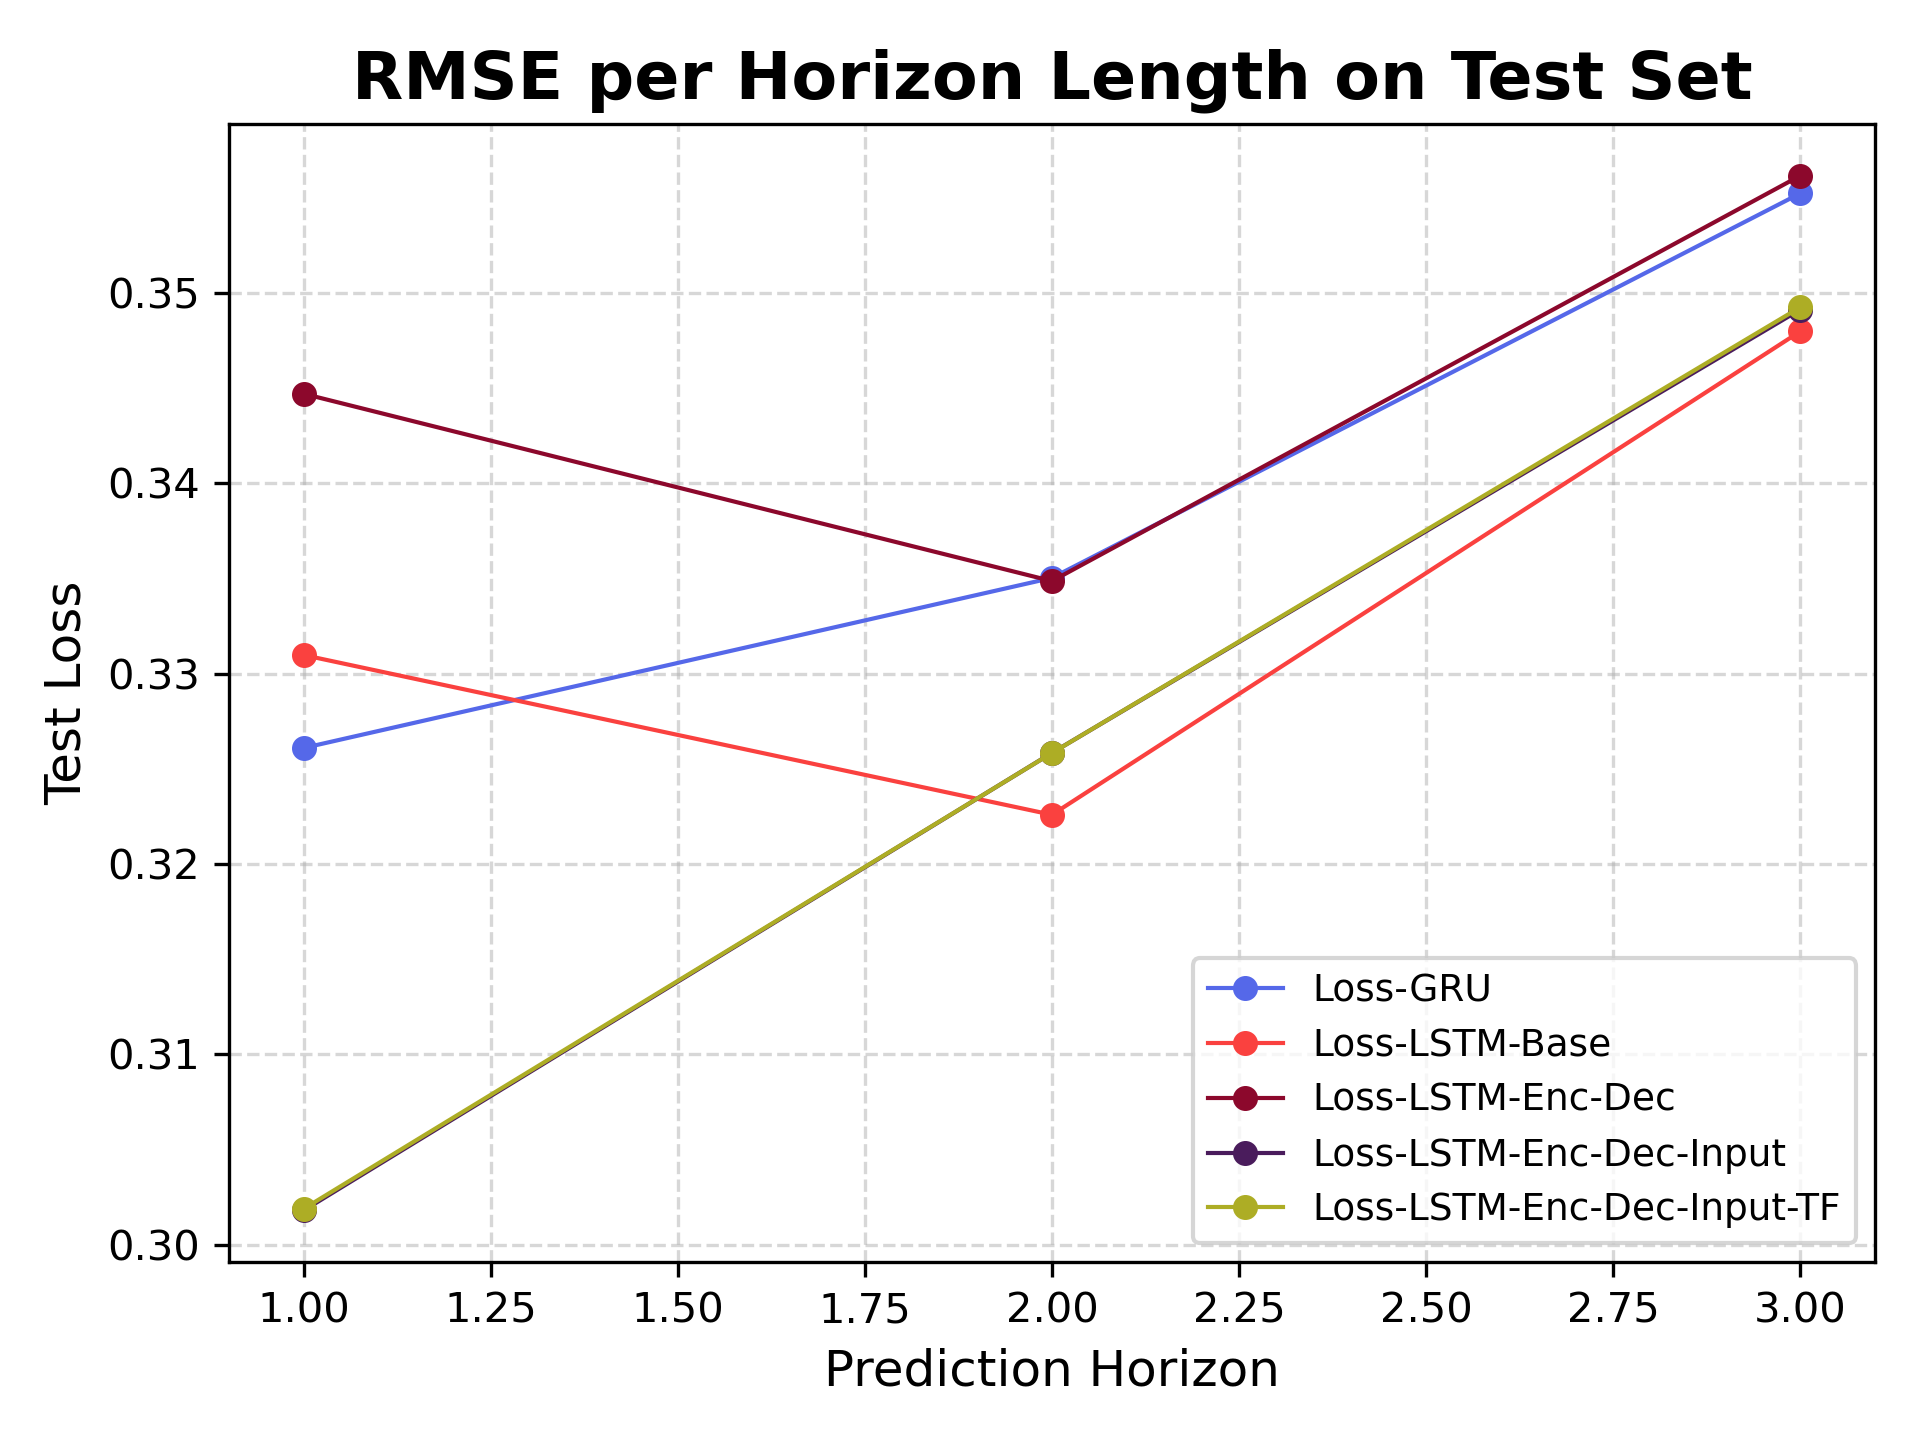 RMSE per Horizon Length on Test Set
Test Loss
0.35
0.34
0.33
0.32
0.31
0.30
Loss-GRU
Loss-LSTM-Base
Loss-LSTM-Enc-Dec
Loss-LSTM-Enc-Dec-Input
Loss-LSTM-Enc-Dec-Input-TF
1.00 1.25 1.50 1.75 2.00 2.25 2.50 2.75 3.00
Prediction Horizon